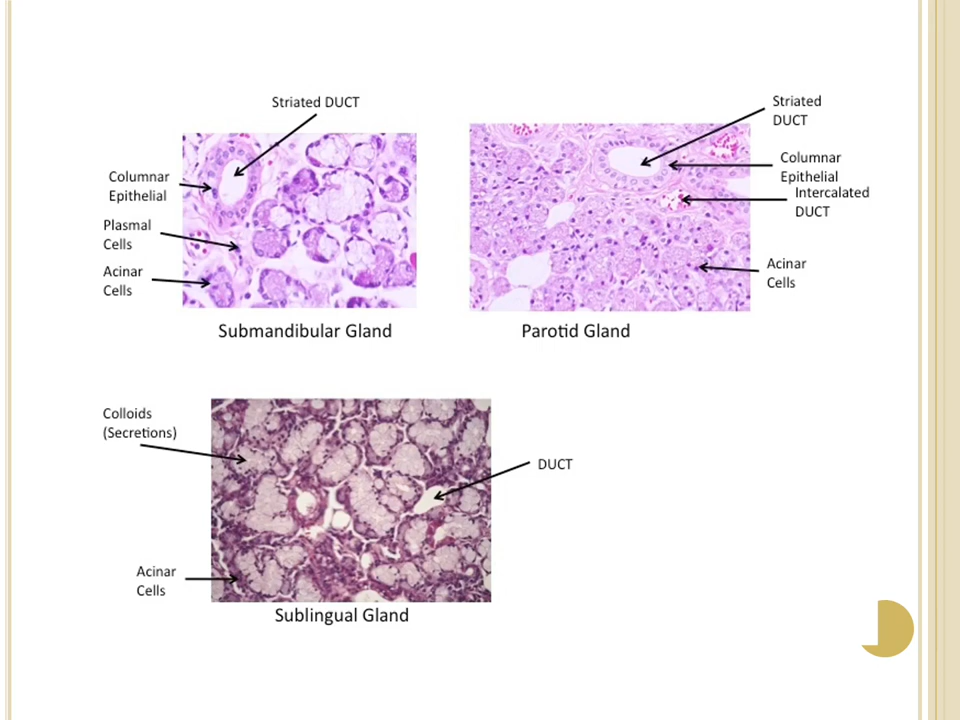 Striated DUCT
Columnar
Epithelial
Plasmal
Cells
Acinar
Cells
Submandibular Gland
Striated
DUCT
Columnar
Epithelial
Intercalated
DUCT
Acinar
Cells
Parotid Gland
Colloids
(Secretions)
DUCT
Acinar
Cells
Sublingual Gland